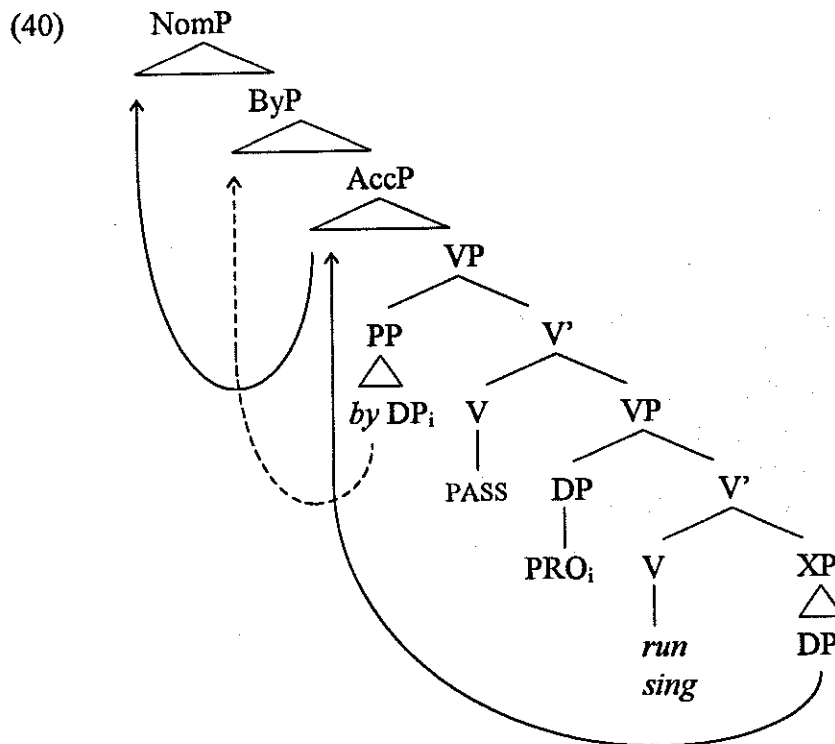 (40) NomP
ByP
AccP
VP
PP V'
by DPi V VP
PASS DP V'
PROi V XP
run DP
sing